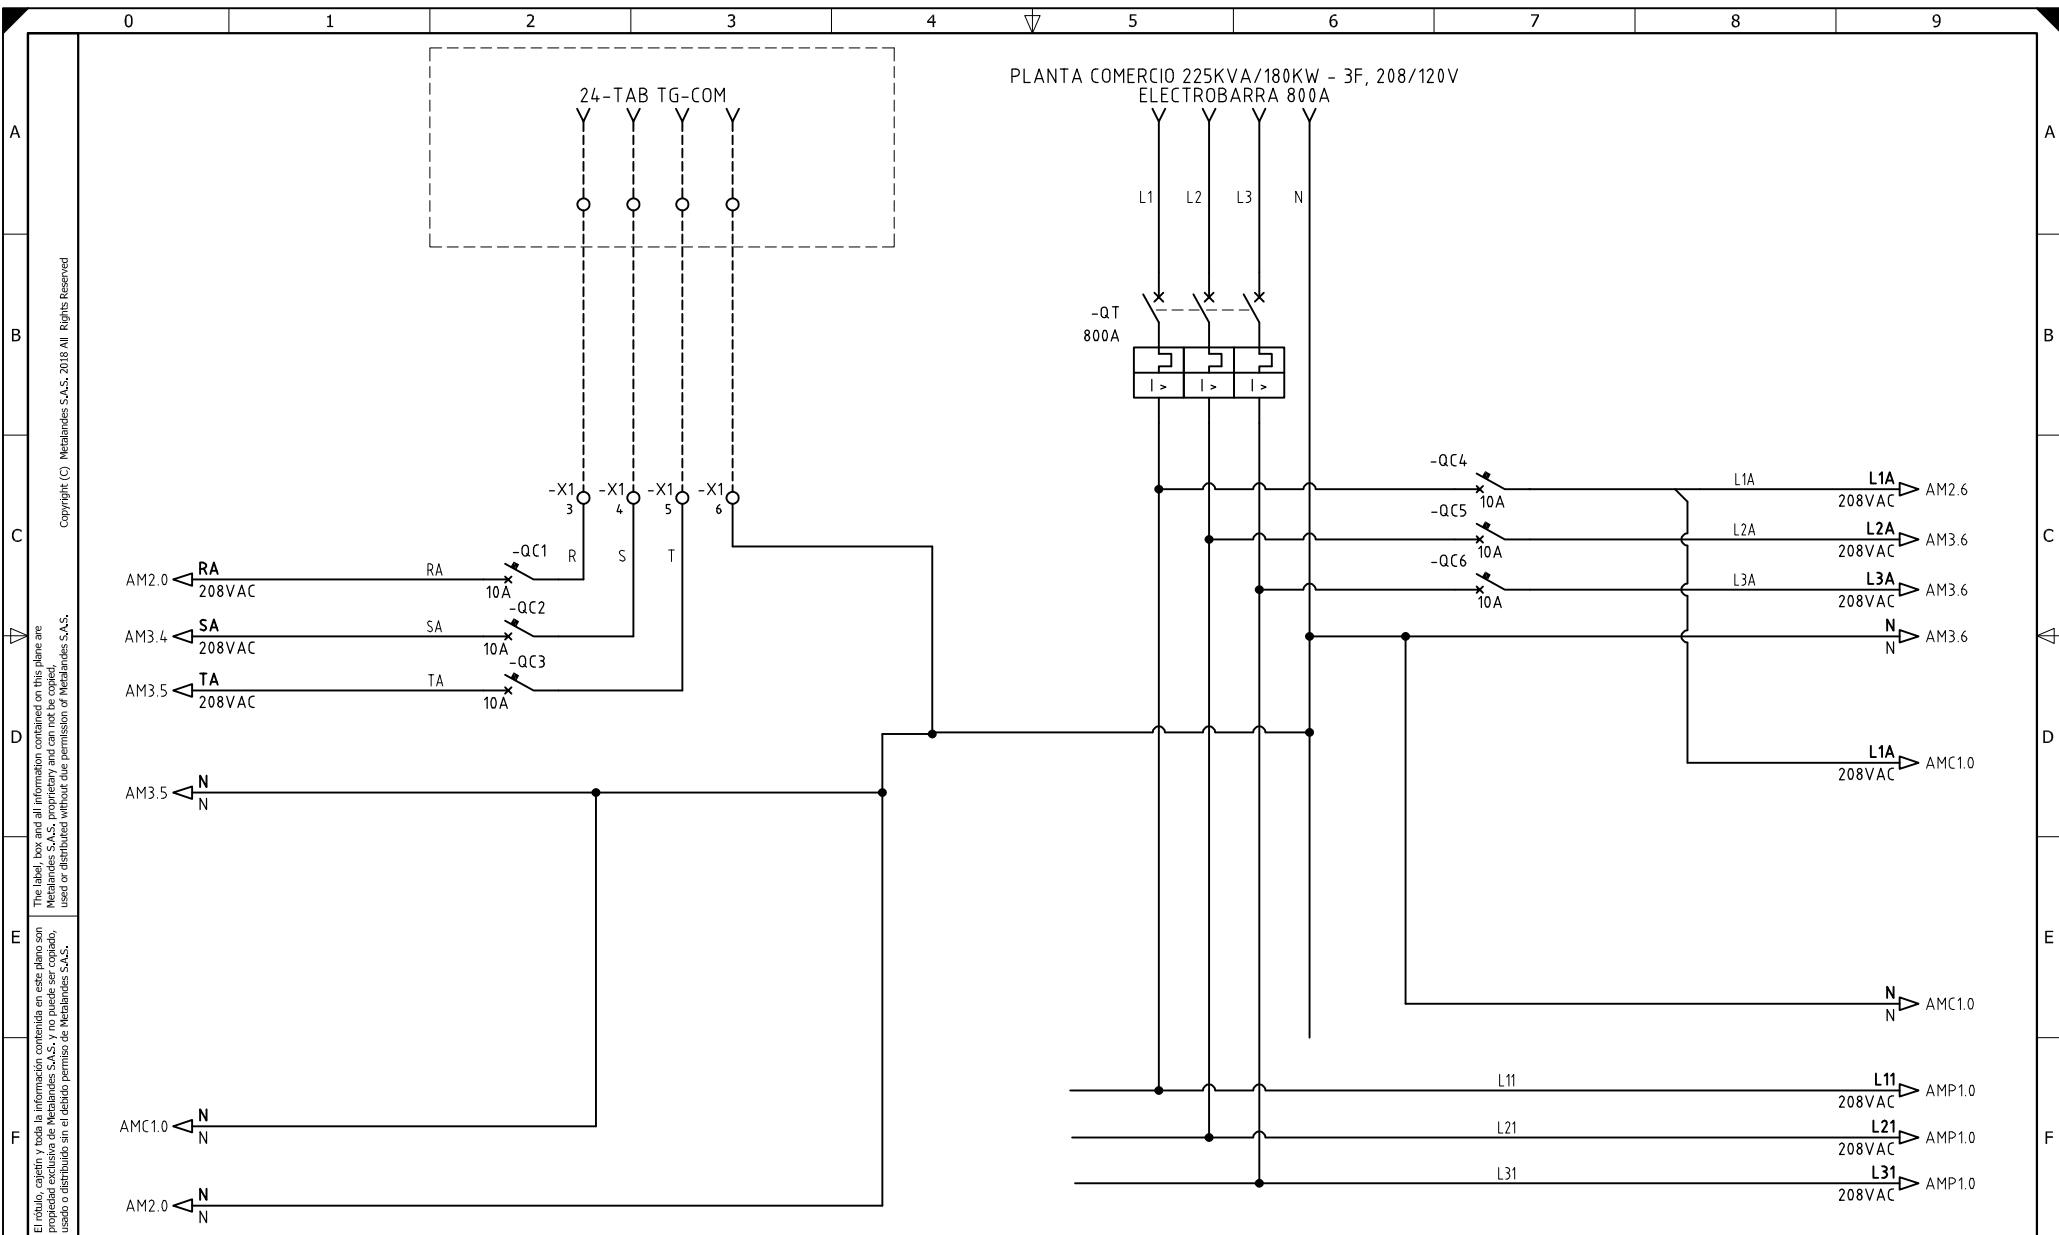 0 1 2 3 4 5 6 7 8 9
24-TAB TG-COM
PLANTA COMERCIO 225KVA/180KW - 3F, 208/120V
ELECTROBARRA 800A
A A
L1 L2 L3 N
-QT
800A
B B
I > I > I >
-X1 3 -X1 4 -X1 5 -X1 6
R S T
C C
AM2.0 RA 208VAC RA -QC1 10A
AM3.4 SA 208VAC SA -QC2 10A
AM3.5 TA 208VAC TA -QC3 10A
-QC4 10A L1A L1A 208VAC AM2.6
-QC5 10A L2A L2A 208VAC AM3.6
-QC6 10A L3A L3A 208VAC AM3.6
N N AM3.6
D D
L1A 208VAC AMC1.0
AM3.5 N N
E E
N N AMC1.0
L11 L11 208VAC AMP1.0
AMC1.0 N N
F F
L21 L21 208VAC AMP1.0
L31 L31 208VAC AMP1.0
AM2.0 N N
Copyright (C) Metalandes S.A.S. 2018 All Rights Reserved
The label, box and all information contained on this plane are
Metalandes S.A.S. proprietary and can not be copied,
used or distributed without due permission of Metalandes S.A.S.
El rótulo, cajetín y toda la información contenida en este plano son
propiedad exclusiva de Metalandes S.A.S. y no puede ser copiado,
usado o distribuido sin el debido permiso de Metalandes S.A.S.